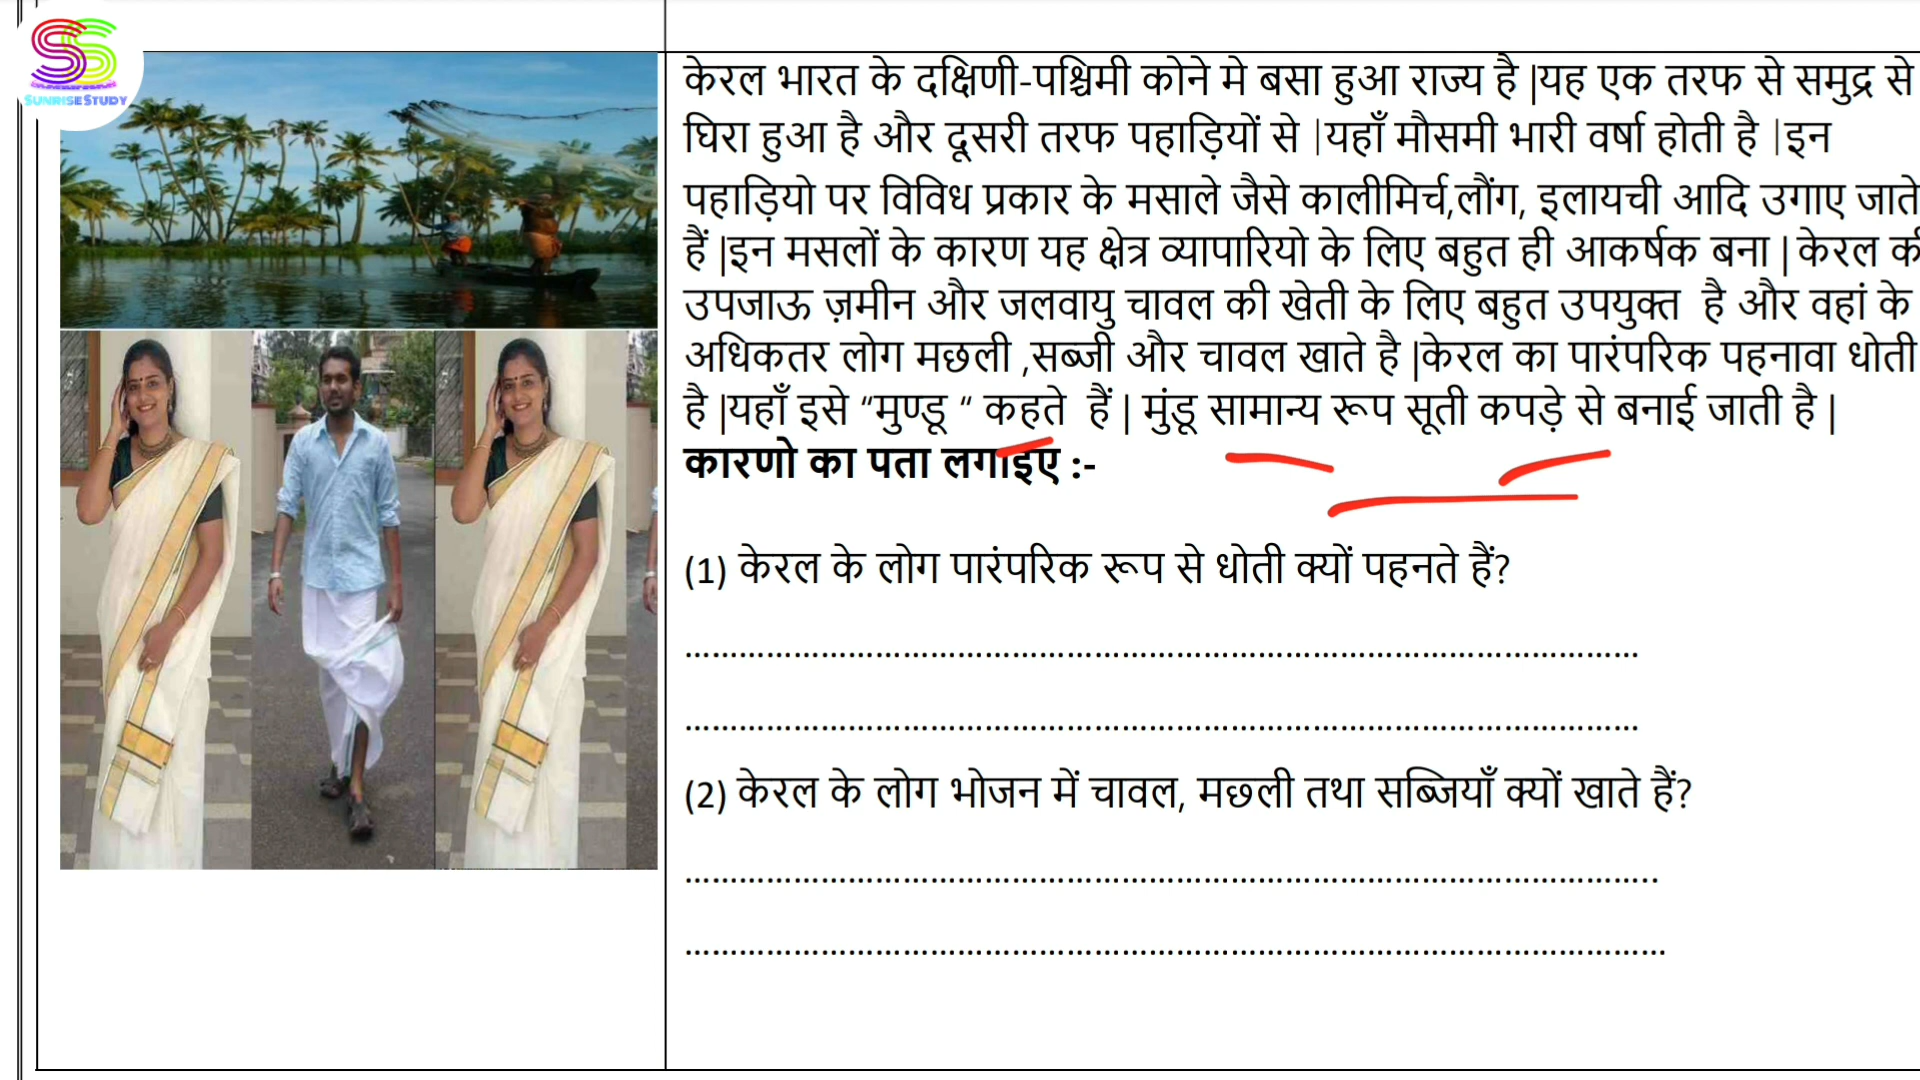 SUNRISE STUDY
केरल भारत के दक्षिणी-पश्चिमी कोने मे बसा हुआ राज्य है |यह एक तरफ से समुद्र से
घिरा हुआ है और दूसरी तरफ पहाड़ियों से |यहाँ मौसमी भारी वर्षा होती है |इन
पहाड़ियो पर विविध प्रकार के मसाले जैसे कालीमिर्च,लौंग, इलायची आदि उगाए जाते
हैं |इन मसलों के कारण यह क्षेत्र व्यापारियो के लिए बहुत ही आकर्षक बना | केरल की
उपजाऊ ज़मीन और जलवायु चावल की खेती के लिए बहुत उपयुक्त है और वहां के
अधिकतर लोग मछली ,सब्जी और चावल खाते है |केरल का पारंपरिक पहनावा धोती
है |यहाँ इसे “मुण्डू “ कहते हैं | मुंडू सामान्य रूप सूती कपड़े से बनाई जाती है |
कारणो का पता लगाइए :-
(1) केरल के लोग पारंपरिक रूप से धोती क्यों पहनते हैं?
(2) केरल के लोग भोजन में चावल, मछली तथा सब्जियाँ क्यों खाते हैं?